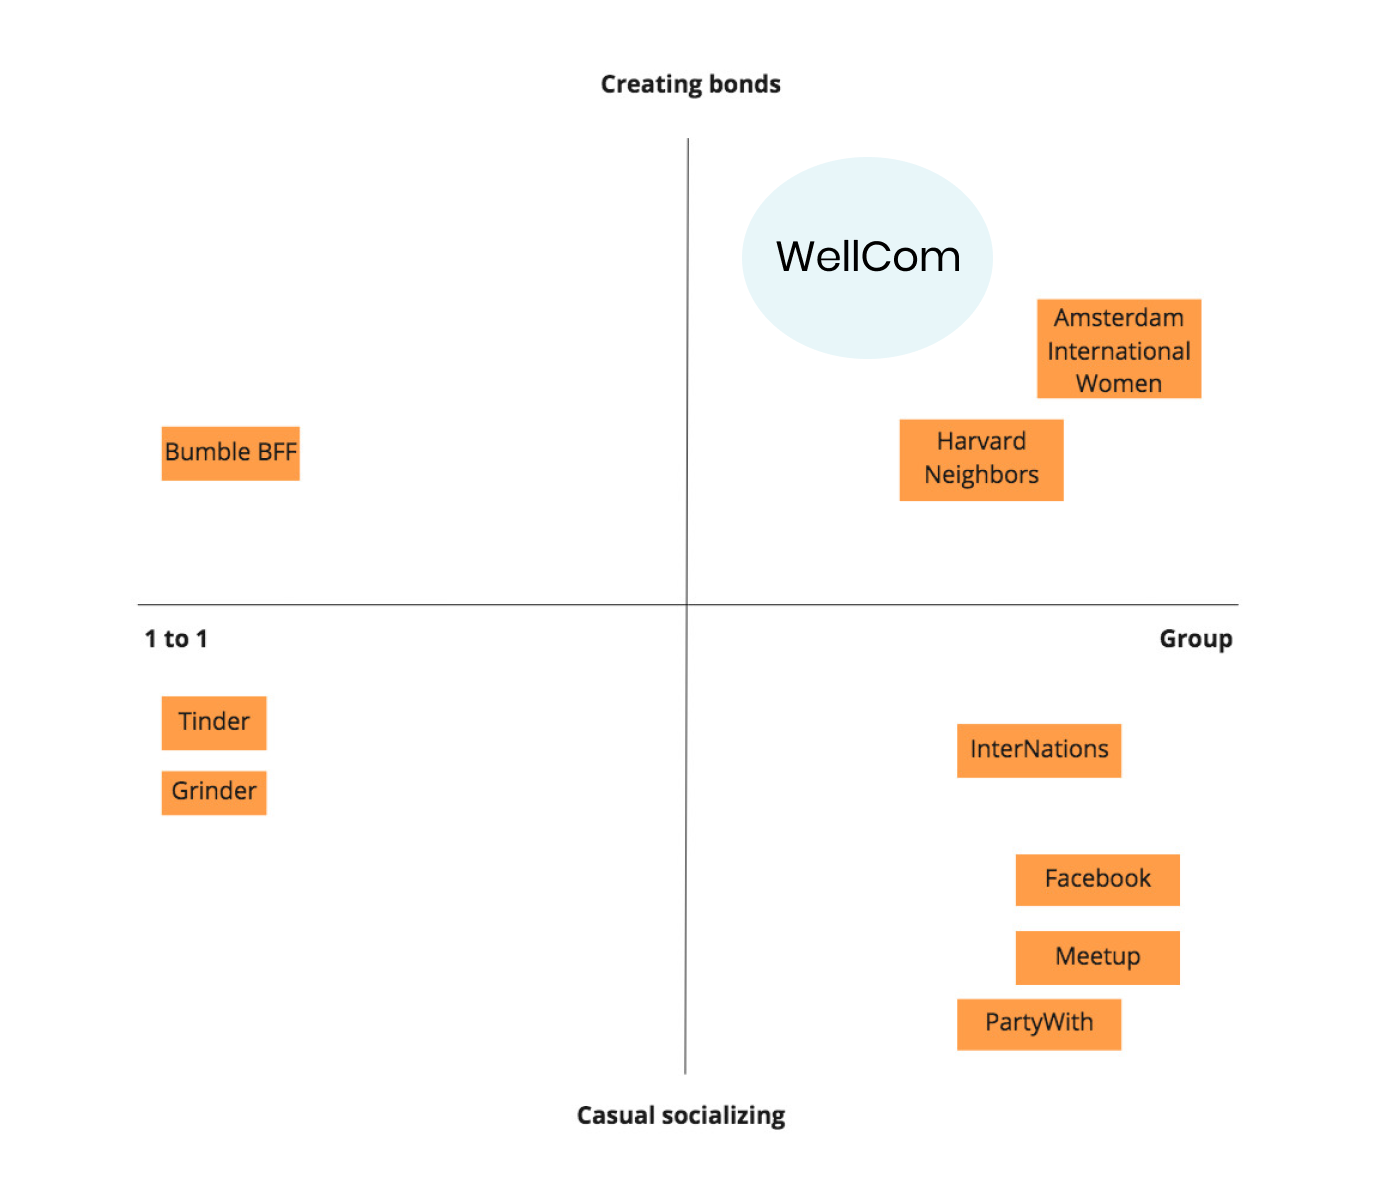 Creating bonds
WellCom
Amsterdam
International
Women
Bumble BFF
Harvard
Neighbors
1 to 1
Group
Tinder
InterNations
Grinder
Facebook
Meetup
PartyWith
Casual socializing